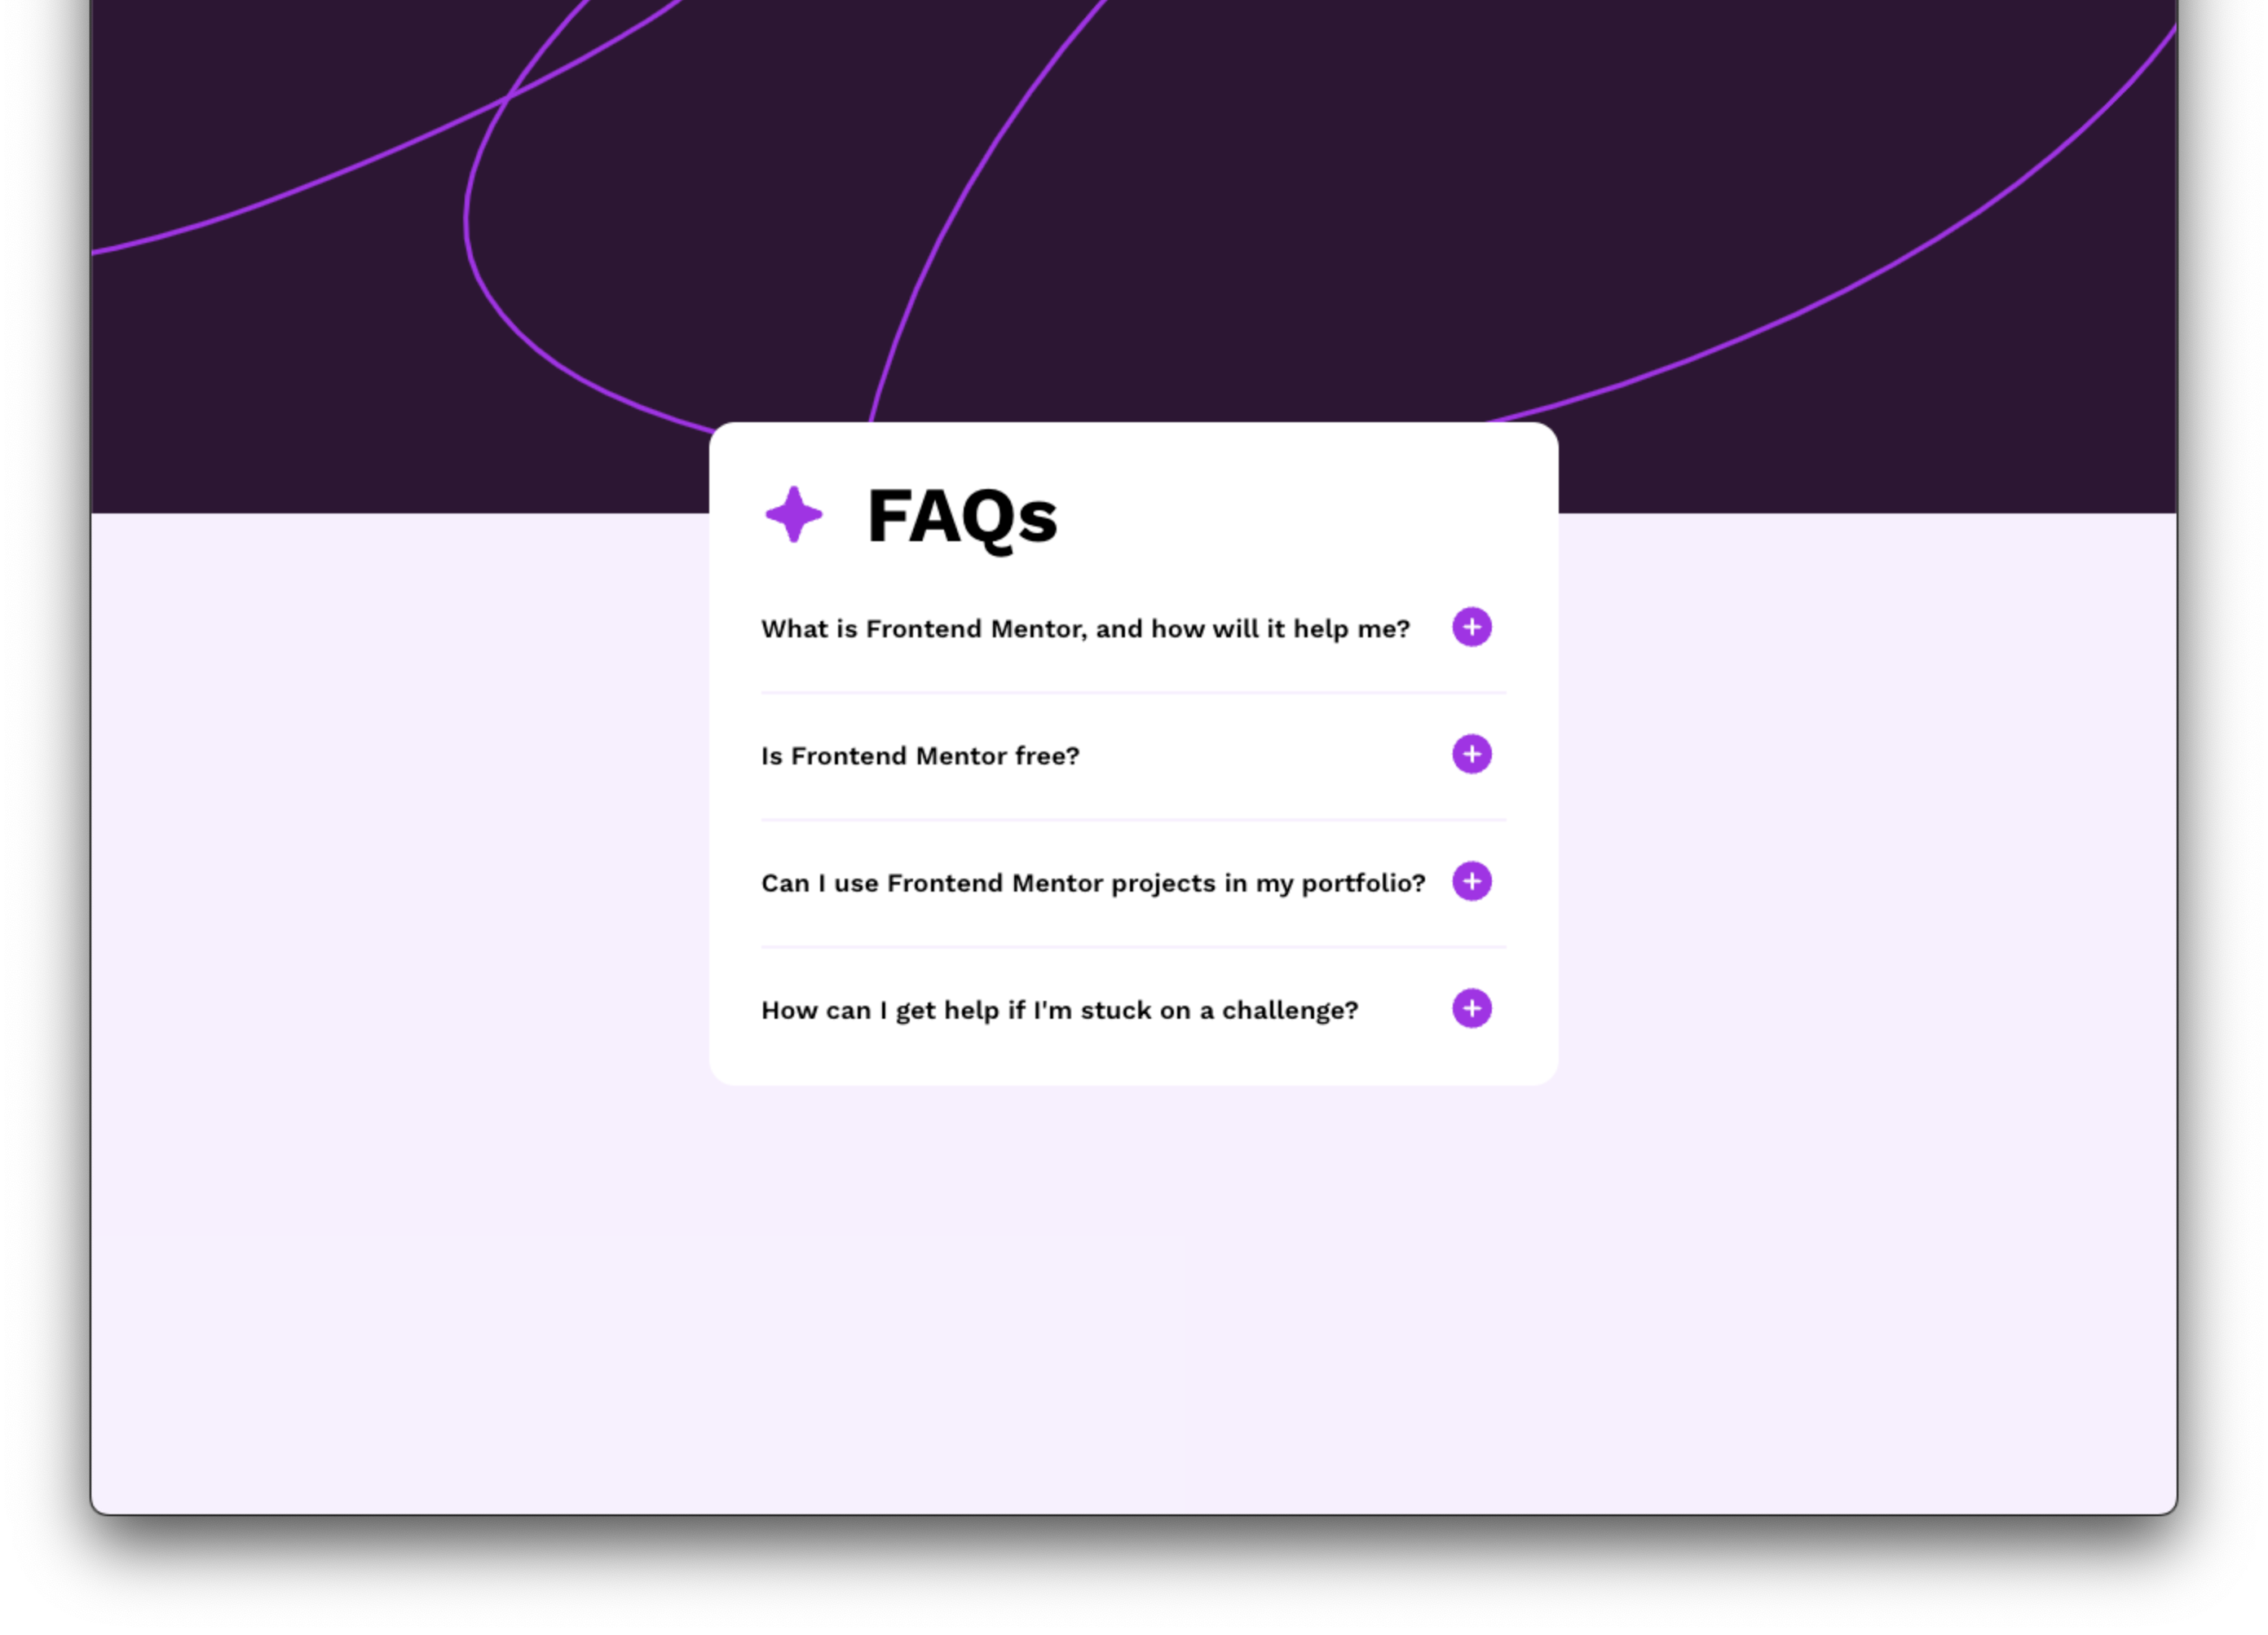 FAQs
What is Frontend Mentor, and how will it help me?
Is Frontend Mentor free?
Can I use Frontend Mentor projects in my portfolio?
How can I get help if I'm stuck on a challenge?